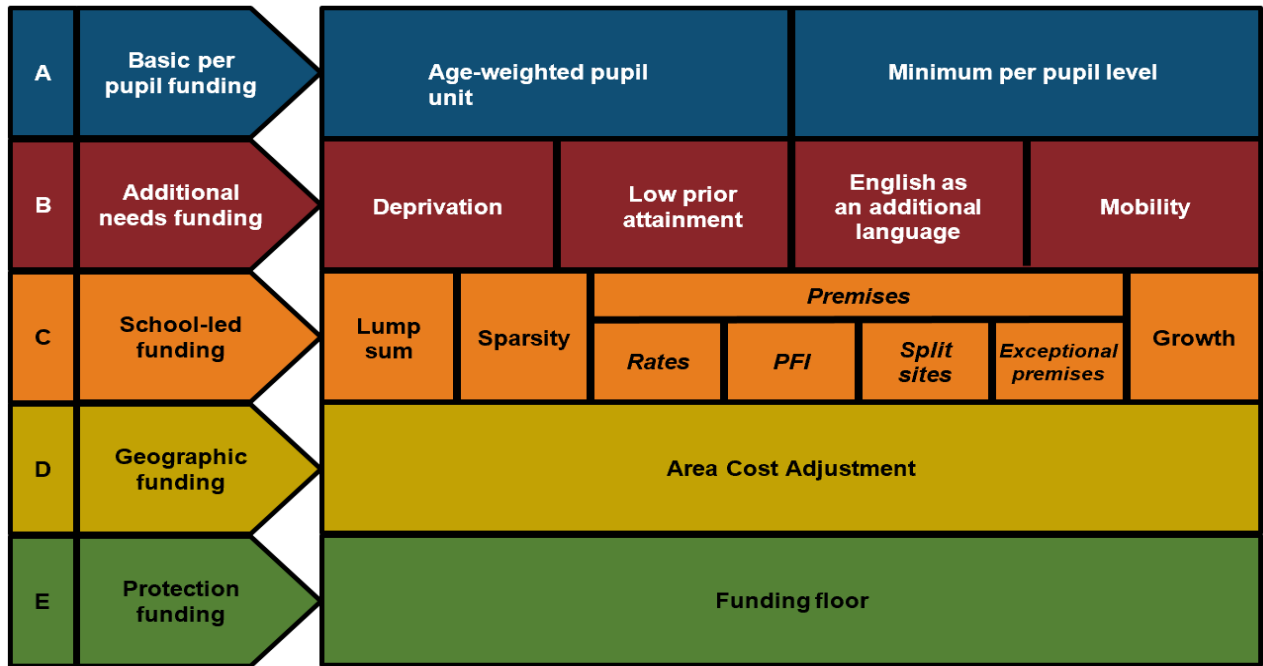 A
Basic per
pupil funding
Age-weighted pupil
unit
Minimum per pupil level
B
Additional
needs funding
Deprivation
Low prior
attainment
English as
an additional
language
Mobility
C
School-led
funding
Lump
sum
Sparsity
Premises
Rates
PFI
Split
sites
Exceptional
premises
Growth
D
Geographic
funding
Area Cost Adjustment
E
Protection
funding
Funding floor